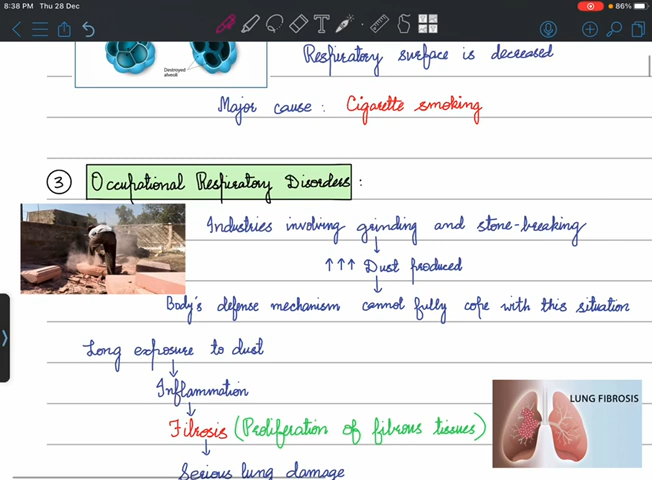 8:38 PM Thu 28 Dec
86%
Destroyed
alveoli
Respiratory surface is decreased
Major cause : Cigarette smoking
3 Occupational Respiratory Disorders :
Industries involving grinding and stone-breaking
↓
↑↑↑ Dust produced
↓
Body's defense mechanism cannot fully cope with this situation
Long exposure to dust
↓
Inflammation
↓
Fibrosis (Proliferation of fibrous tissues)
↓
Serious lung damage
LUNG FIBROSIS